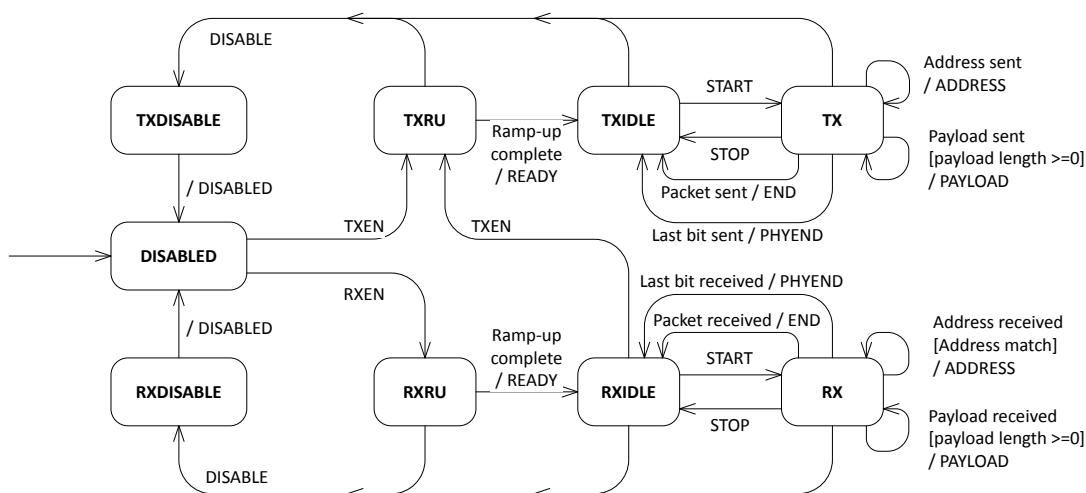 DISABLE
Address sent
/ ADDRESS
START
TXDISABLE
TXRU
TXIDLE
TX
Ramp-up
complete
/ READY
STOP
Payload sent
[payload length >=0]
/ PAYLOAD
/ DISABLED
Packet sent / END
TXEN
TXEN
Last bit sent / PHYEND
DISABLED
Last bit received / PHYEND
RXEN
Packet received / END
/ DISABLED
Ramp-up
complete
/ READY
START
Address received
[Address match]
/ ADDRESS
RXDISABLE
RXRU
RXIDLE
RX
STOP
Payload received
[payload length >=0]
/ PAYLOAD
DISABLE